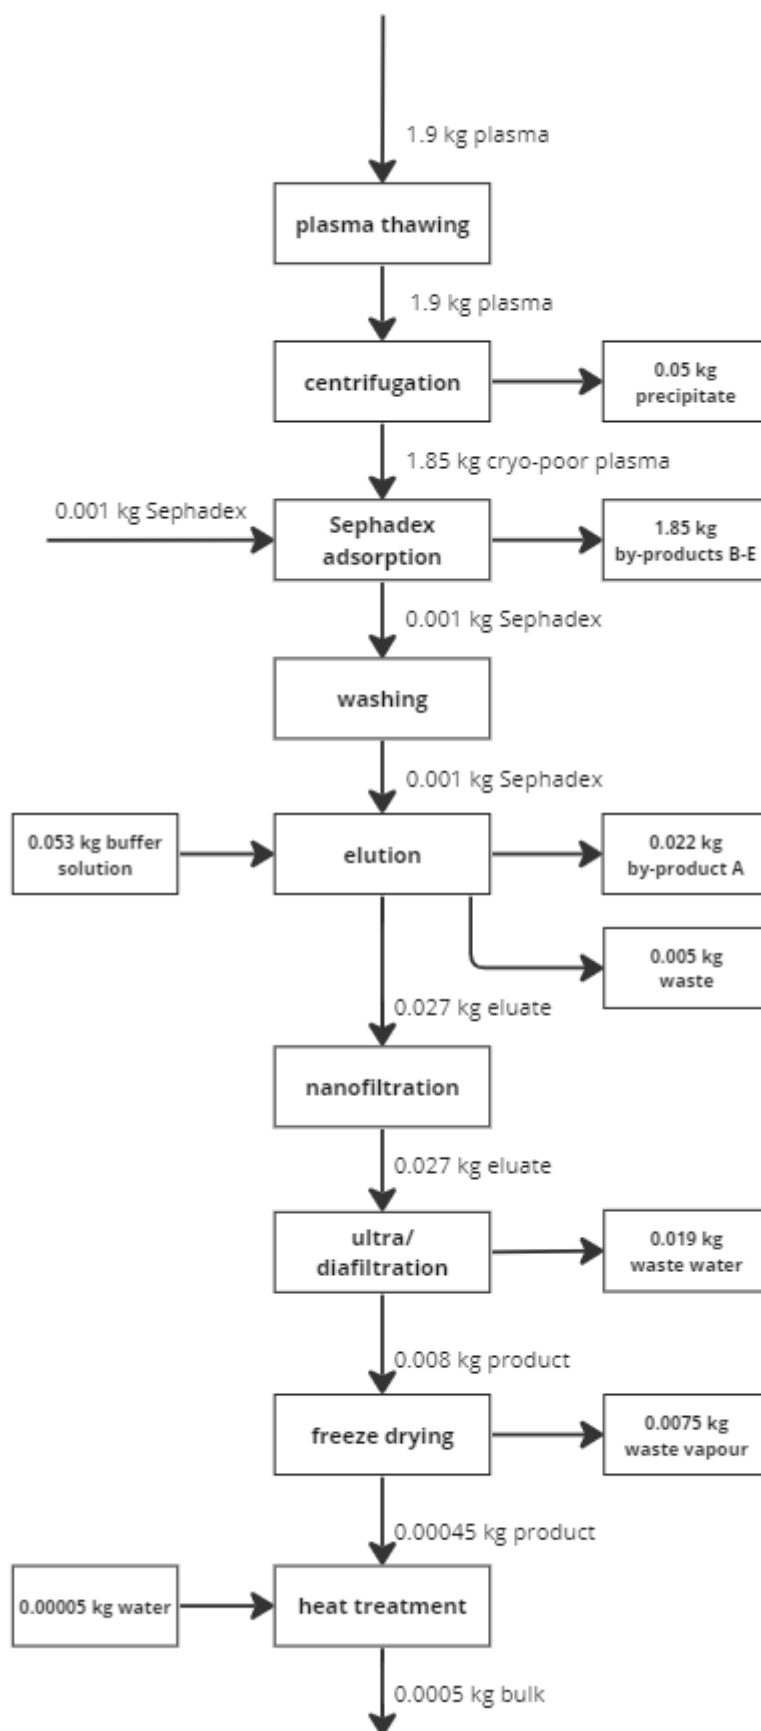 1.9 kg plasma
plasma thawing
1.9 kg plasma
centrifugation
0.05 kg
precipitate
1.85 kg cryo-poor plasma
0.001 kg Sephadex
Sephadex
adsorption
1.85 kg
by-products B-E
0.001 kg Sephadex
washing
0.001 kg Sephadex
0.053 kg buffer
solution
elution
0.022 kg
by-product A
0.005 kg
waste
0.027 kg eluate
nanofiltration
0.027 kg eluate
ultra/
diafiltration
0.019 kg
waste water
0.008 kg product
freeze drying
0.0075 kg
waste vapour
0.00045 kg product
0.00005 kg water
heat treatment
0.0005 kg bulk